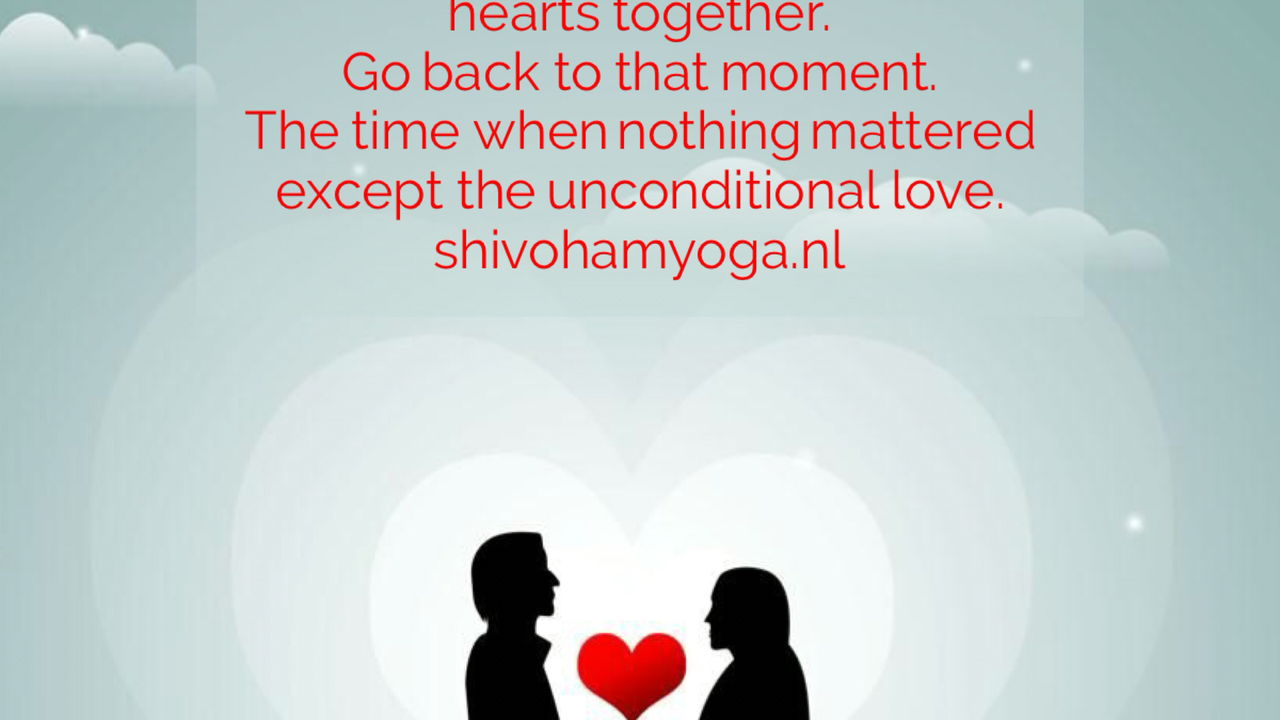 hearts together.
Go back to that moment.
The time when nothing mattered
except the unconditional love.
shivohamyoga.nl